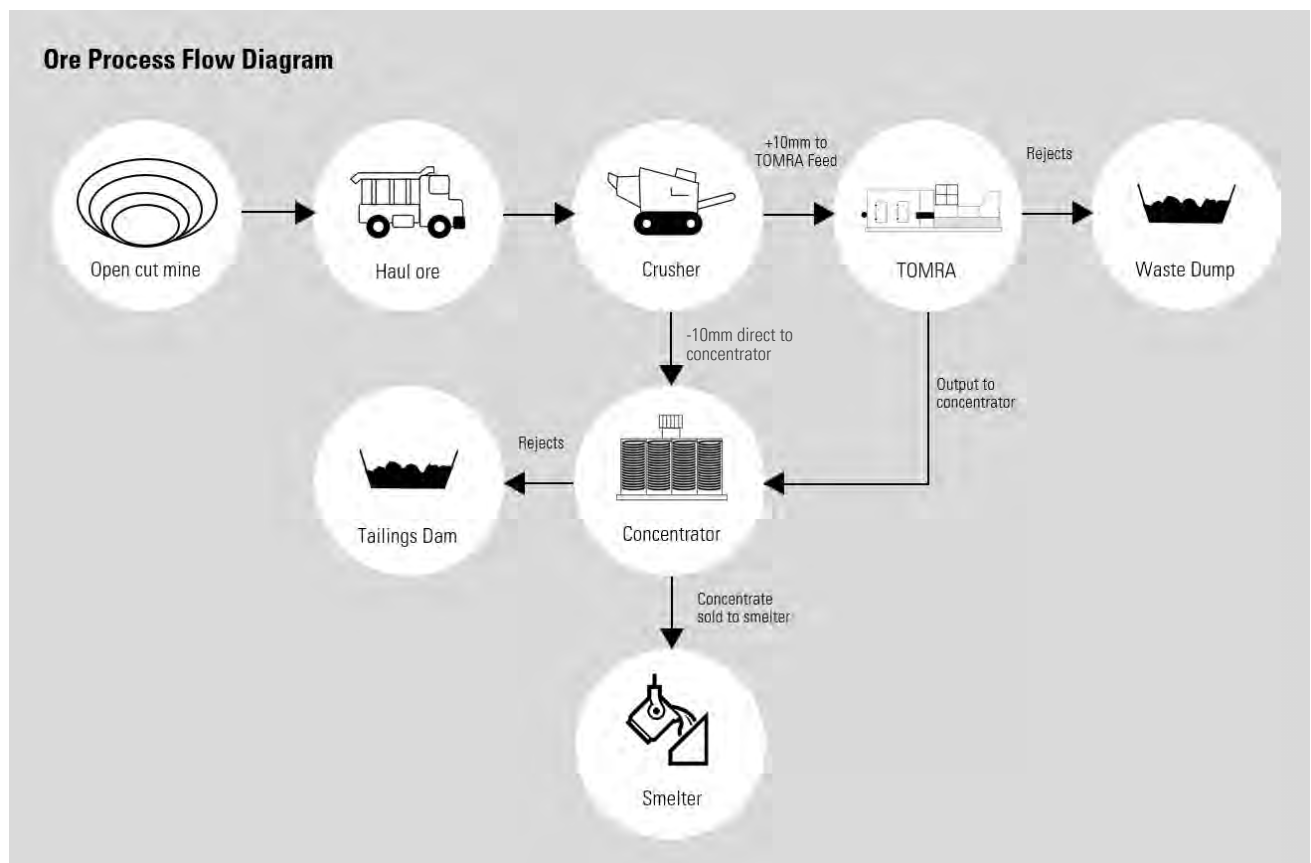 Ore Process Flow Diagram
+10mm to
TOMRA Feed
Rejects
Open cut mine
Haul ore
Crusher
TOMRA
Waste Dump
-10mm direct to
concentrator
Output to
concentrator
Rejects
Tailings Dam
Concentrator
Concentrate
sold to smelter
Smelter